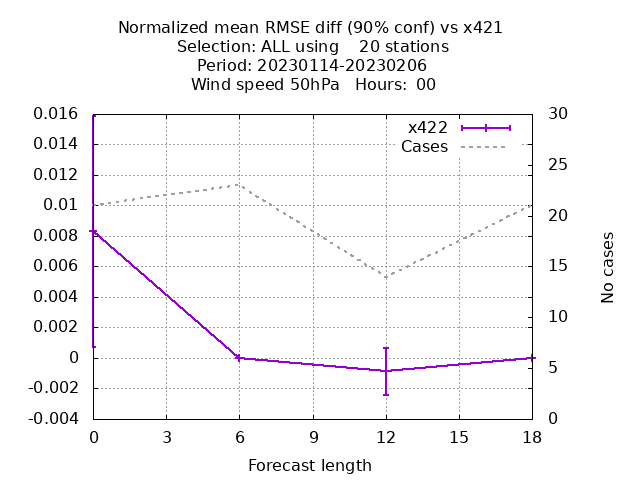 Normalized mean RMSE diff (90% conf) vs x421
Selection: ALL using    20 stations
Period: 20230114-20230206
Wind speed 50hPa   Hours:  00
x422
Cases
0.016
0.014
0.012
0.01
0.008
0.006
0.004
0.002
0
-0.002
-0.004
30
25
20
15
10
5
0
No cases
0 3 6 9 12 15 18
Forecast length